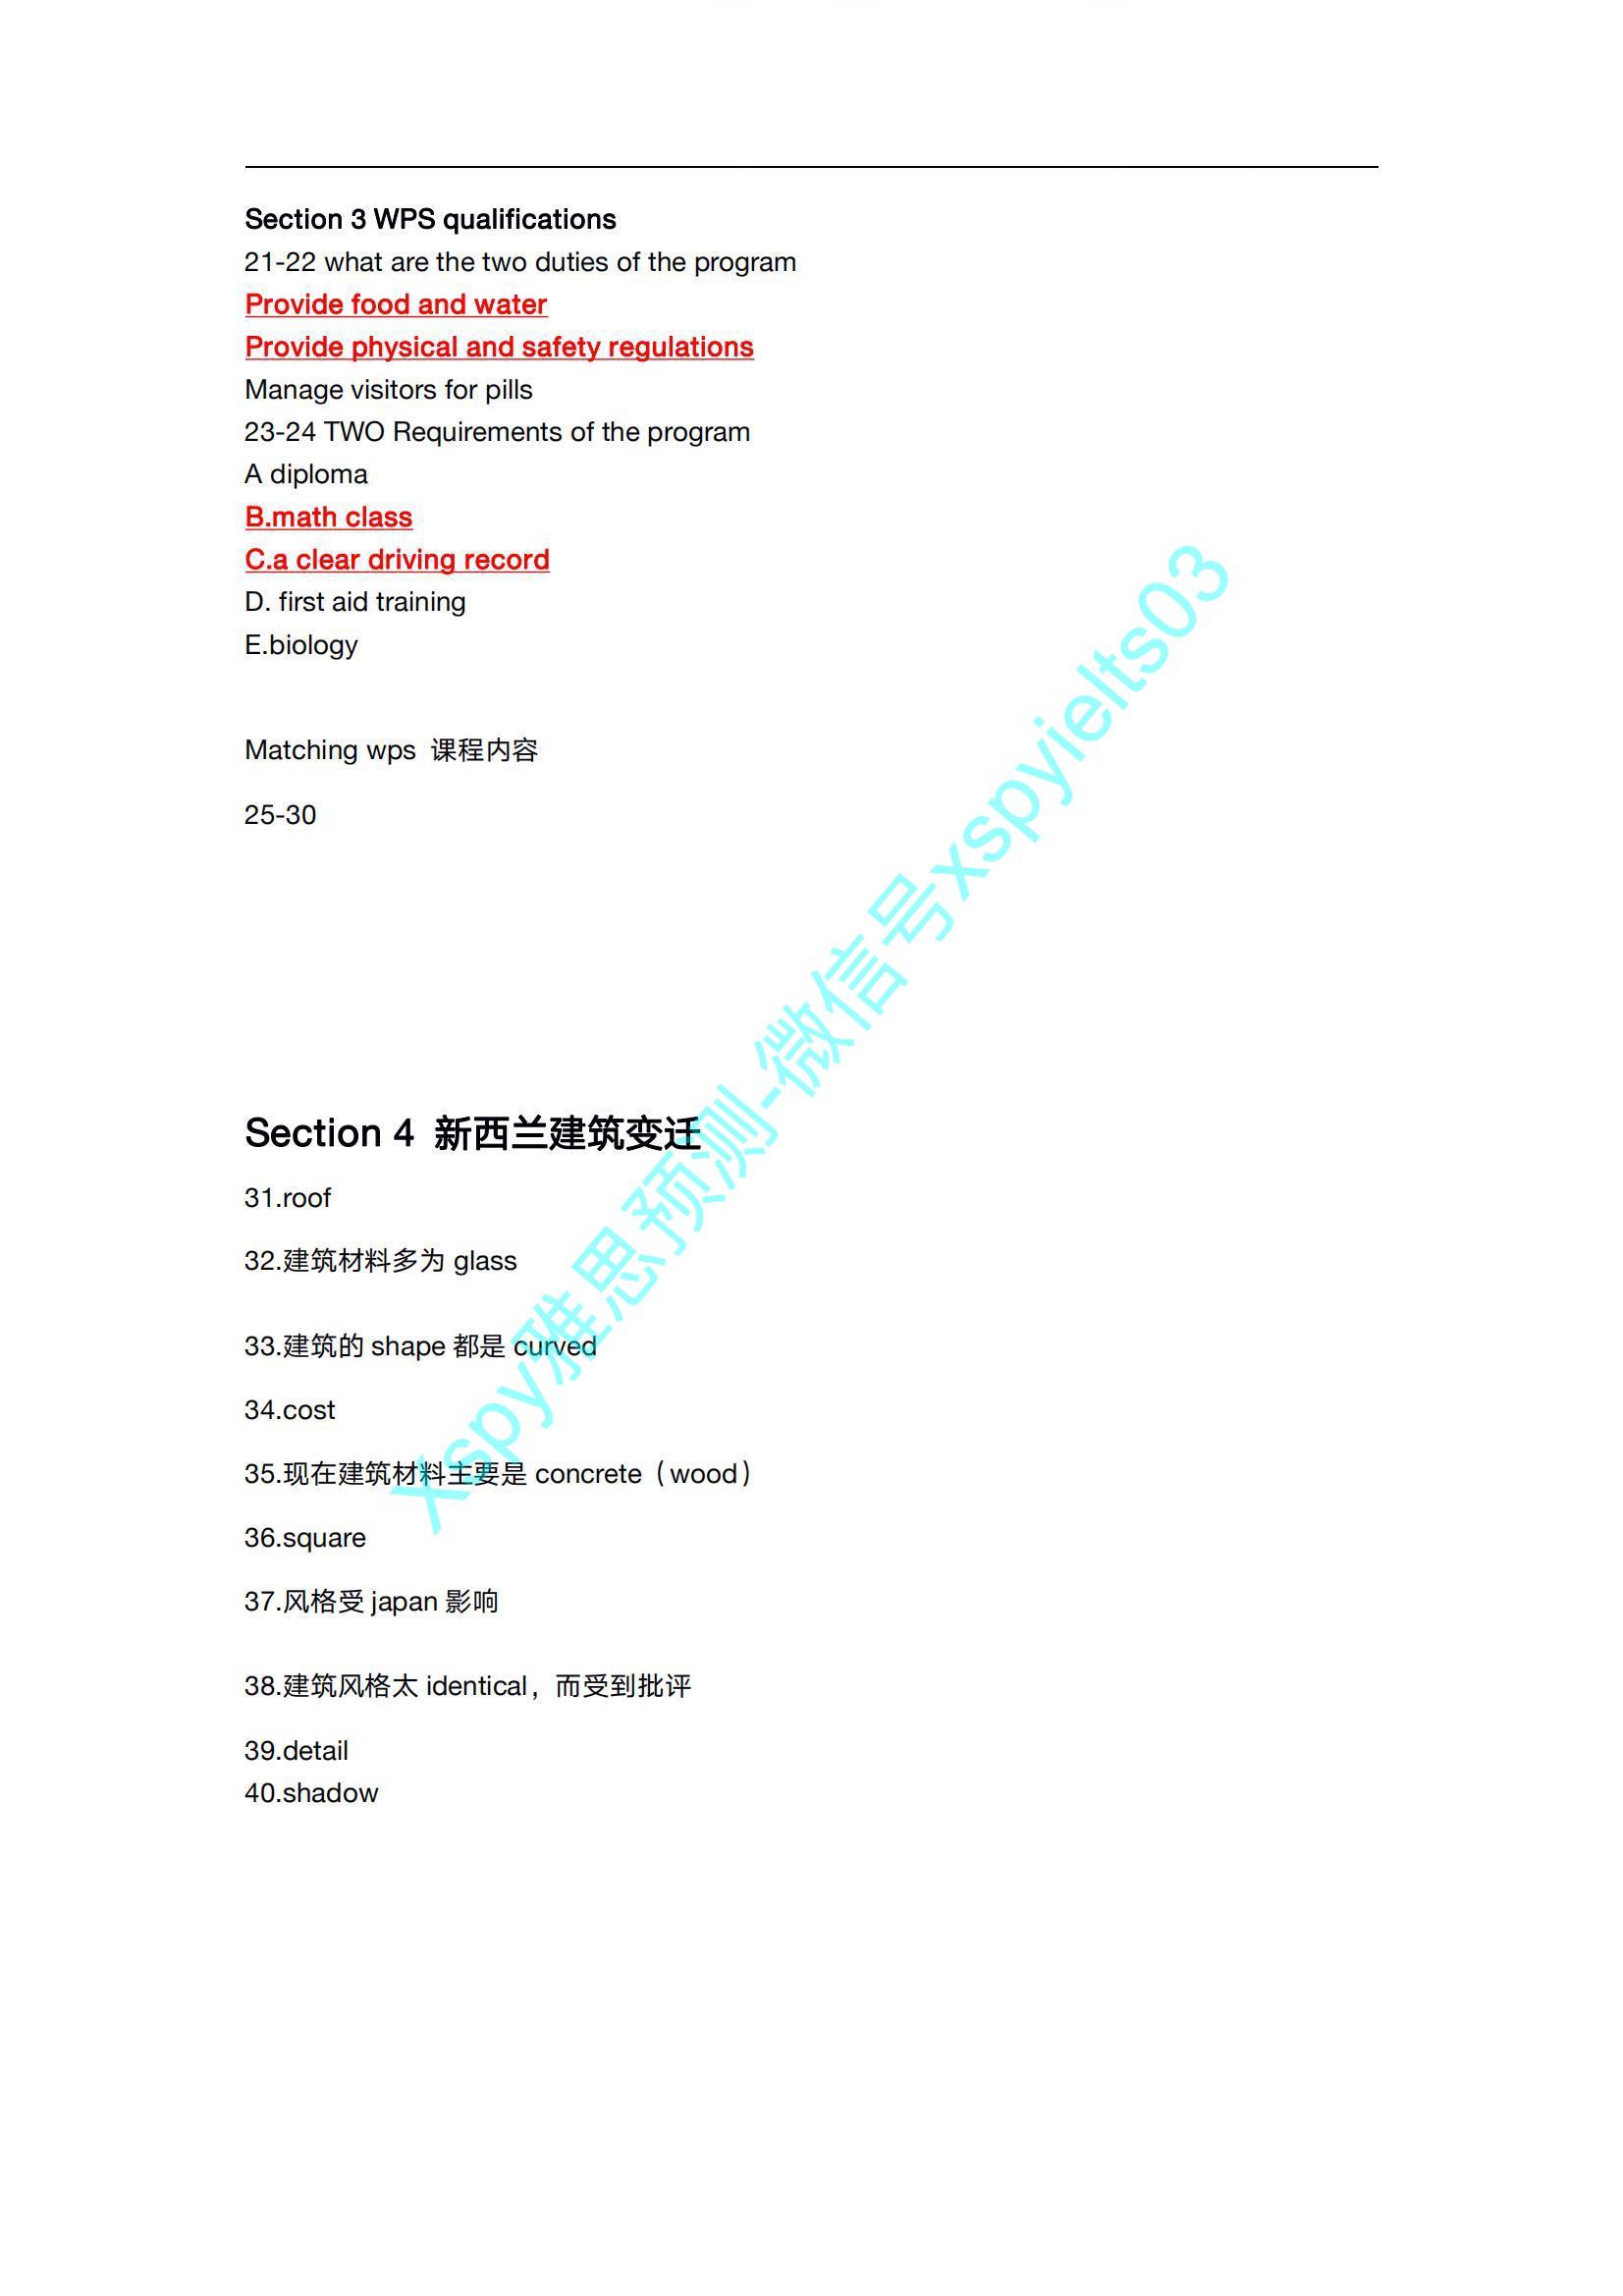 Section 3 WPS qualifications
21-22 what are the two duties of the program
Provide food and water
Provide physical and safety regulations
Manage visitors for pills
23-24 TWO Requirements of the program
A diploma
B.math class
C.a clear driving record
D. first aid training
E.biology
Matching wps 课程内容
25-30
Section 4 新西兰建筑变迁
31.roof
32.建筑材料多为 glass
33.建筑的 shape 都是 curved
34.cost
35.现在建筑材料主要是 concrete（wood）
36.square
37.风格受 japan 影响
38.建筑风格太 identical，而受到批评
39.detail
40.shadow
Xspy雅思预测-微信号xspyielts03